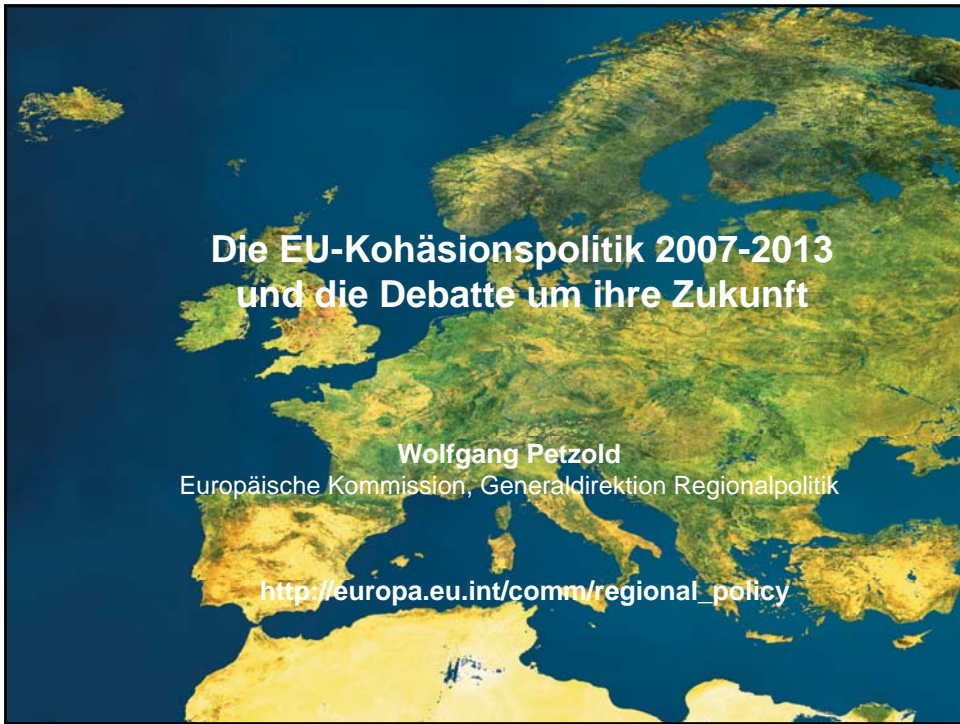 Die EU-Kohäsionspolitik 2007-2013
und die Debatte um ihre Zukunft
Wolfgang Petzold
Europäische Kommission, Generaldirektion Regionalpolitik
http://europa.eu.int/comm/regional_policy